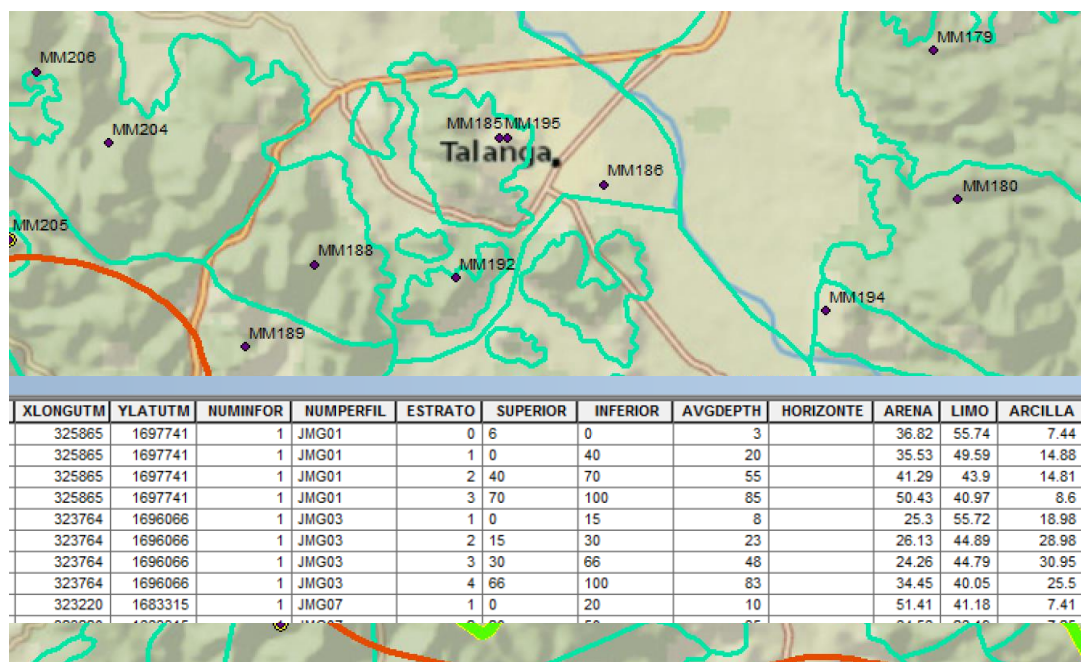 MM179
MM206
MM185 MM195
MM204
Talanga
MM186
MM180
MM205
MM188
MM192
MM194
MM189
XLONGUTM YLATUTM NUMINFOR NUMPERFIL ESTRATO SUPERIOR INFERIOR AVGDEPTH HORIZONTE ARENA LIMO ARCILLA
325865 1697741 1 JMG01 0 6 0 3 36.82 55.74 7.44
325865 1697741 1 JMG01 1 0 40 20 35.53 49.59 14.88
325865 1697741 1 JMG01 2 40 70 55 41.29 43.9 14.81
325865 1697741 1 JMG01 3 70 100 85 50.43 40.97 8.6
323764 1696066 1 JMG03 1 0 15 8 25.3 55.72 18.98
323764 1696066 1 JMG03 2 15 30 23 26.13 44.89 28.98
323764 1696066 1 JMG03 3 30 66 48 24.26 44.79 30.95
323764 1696066 1 JMG03 4 66 100 83 34.45 40.05 25.5
323220 1683315 1 JMG07 1 0 20 10 51.41 41.18 7.41